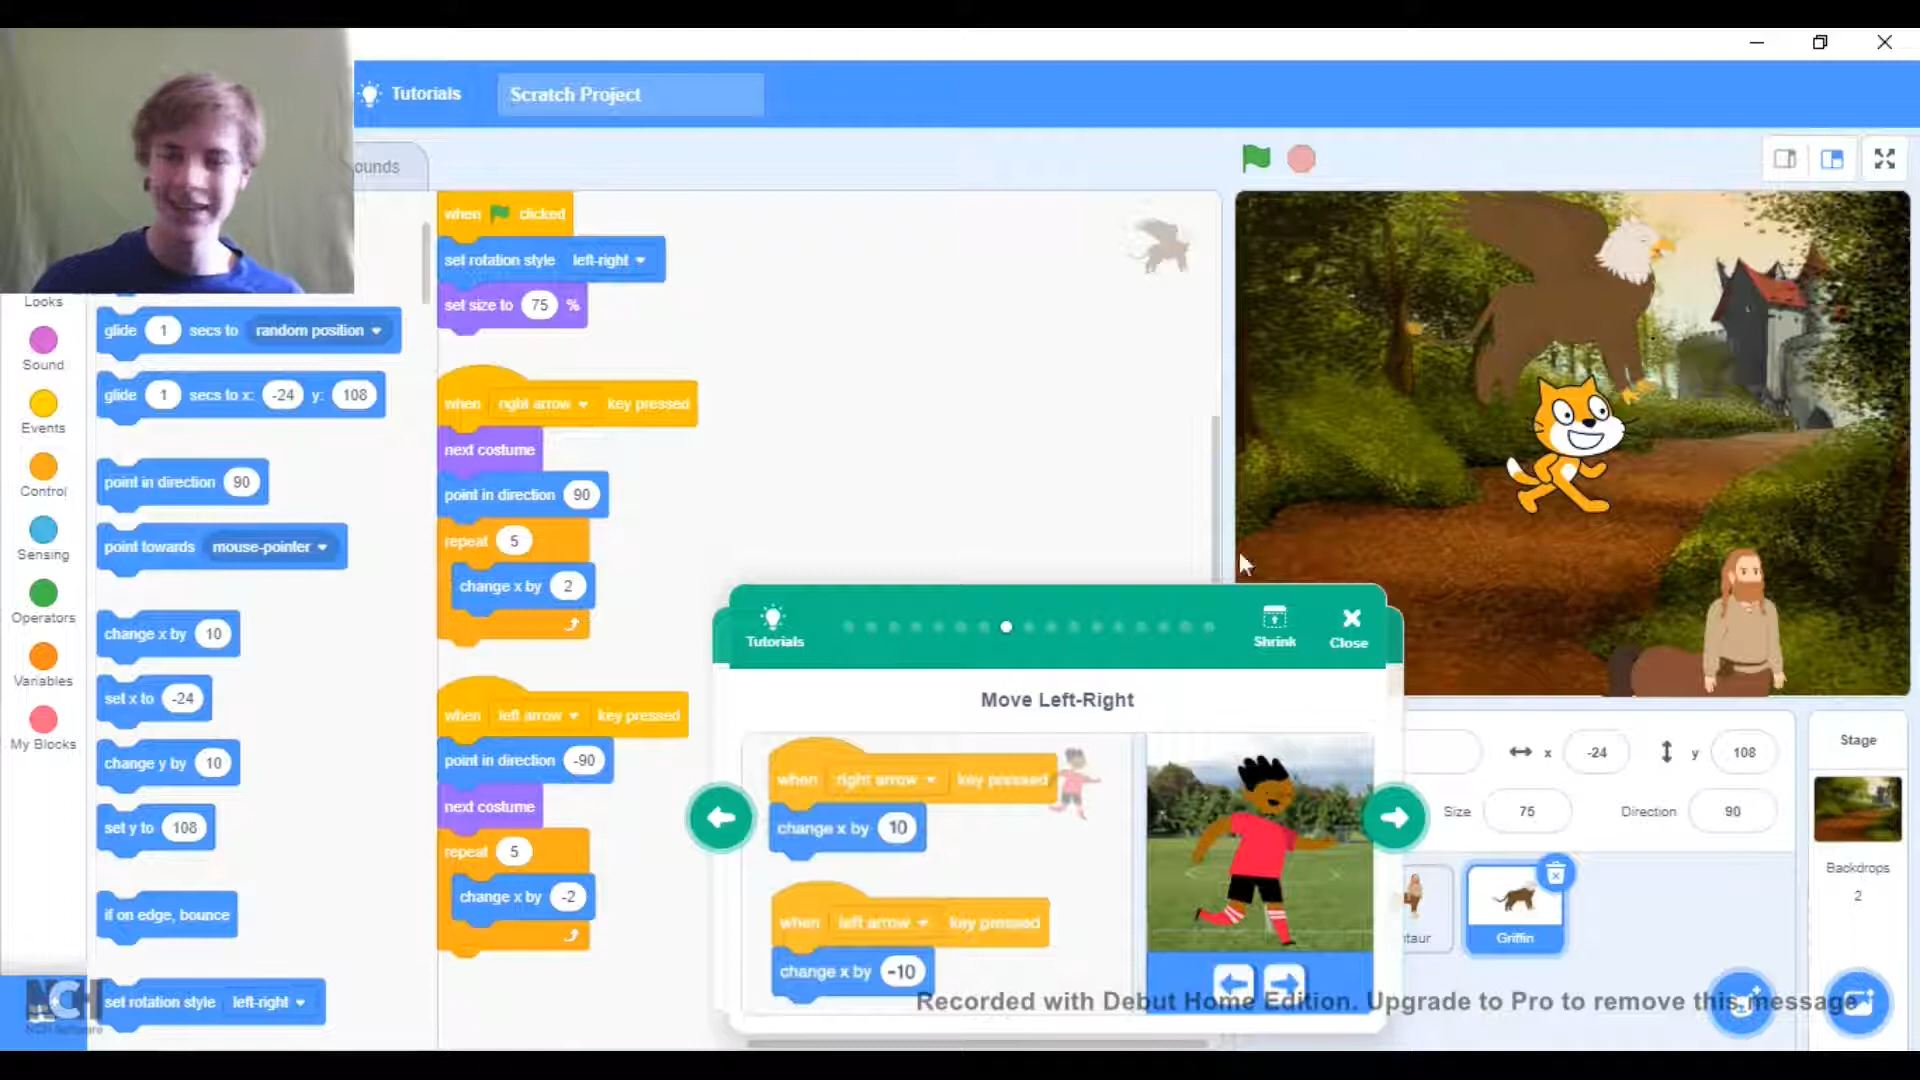 Tutorials
Scratch Project
ounds
when clicked
set rotation style left-right
set size to 75 %
when right arrow key pressed
next costume
point in direction 90
repeat 5
change x by 2
when left arrow key pressed
point in direction -90
next costume
repeat 5
change x by -2
Looks
Sound
Events
Control
Sensing
Operators
Variables
My Blocks
glide 1 secs to random position
glide 1 secs to x: -24 y: 108
point in direction 90
point towards mouse-pointer
change x by 10
set x to -24
change y by 10
set y to 108
if on edge, bounce
set rotation style left-right
NCH
NCH Software
Tutorials
Shrink
Close
Move Left-Right
when right arrow key pressed
change x by 10
when left arrow key pressed
change x by -10
x -24 y 108
Size 75 Direction 90
Stage
Backdrops
2
taur
Griffin
Recorded with Debut Home Edition. Upgrade to Pro to remove this message